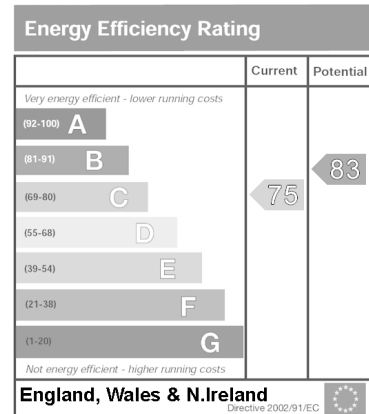 Energy Efficiency Rating
Current Potential
Very energy efficient - lower running costs
(92-100) A
(81-91) B
83
(69-80) C
75
(55-68) D
(39-54) E
(21-38) F
(1-20) G
Not energy efficient - higher running costs
England, Wales & N.Ireland
Directive 2002/91/EC